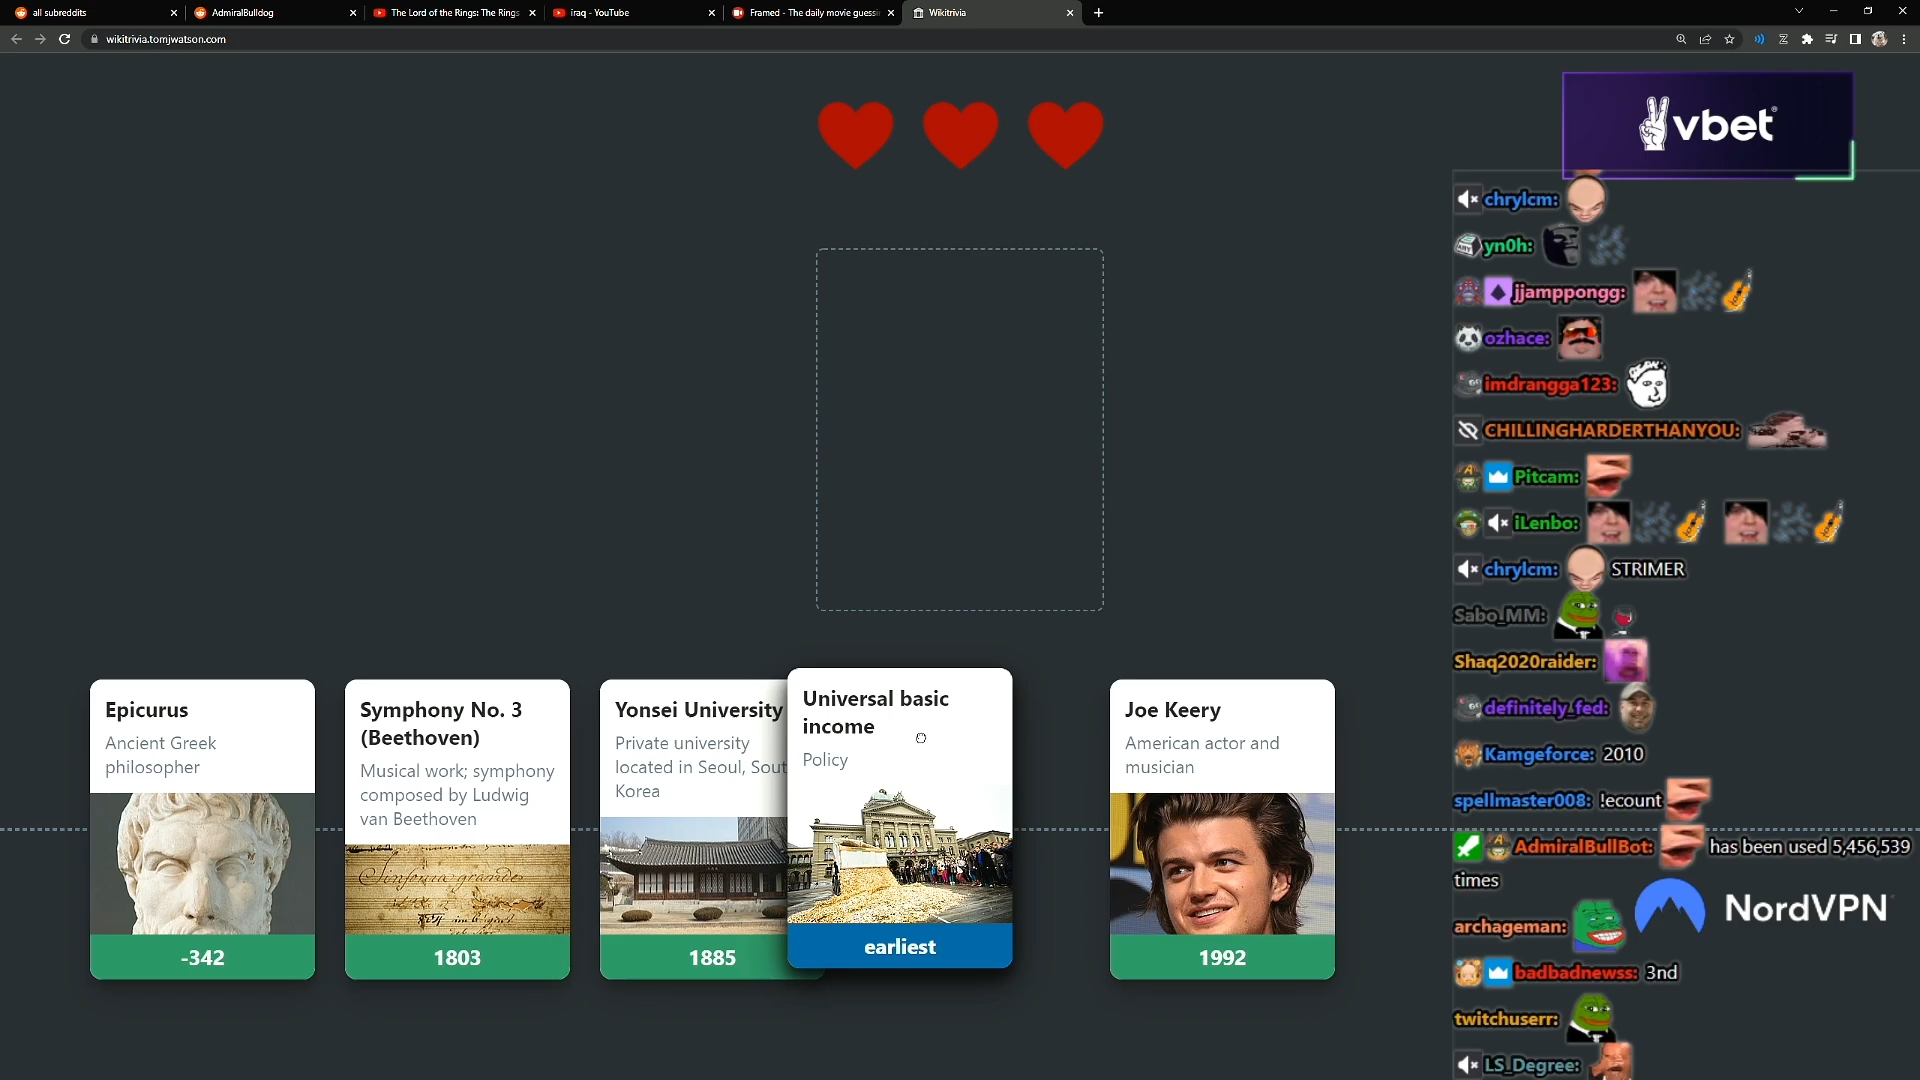 all subreddits
AdmiralBulldog
The Lord of the Rings: The Rings
iraq - YouTube
Framed - The daily movie guessi
Wikitrivia
wikitrivia.tomjwatson.com
vbet
chrylcm:
yn0h:
jjamppongg:
ozhace:
imdrangga123:
CHILLINGHARDERTHANYOU:
Pitcam:
iLenbo:
chrylcm: STRIMER
Sabo_MM:
Shaq2020raider:
definitely_fed:
Kamgeforce: 2010
spellmaster008: !ecount
AdmiralBullBot: has been used 5,456,539
times
archageman:
NordVPN
badbadnewss: 3nd
twitchuserr:
LS_Degree:
Epicurus
Ancient Greek
philosopher
-342
Symphony No. 3
(Beethoven)
Musical work; symphony
composed by Ludwig
van Beethoven
Sinfonia grande
1803
Yonsei University
Private university
located in Seoul, Sout
Korea
1885
Universal basic
income
Policy
earliest
Joe Keery
American actor and
musician
1992